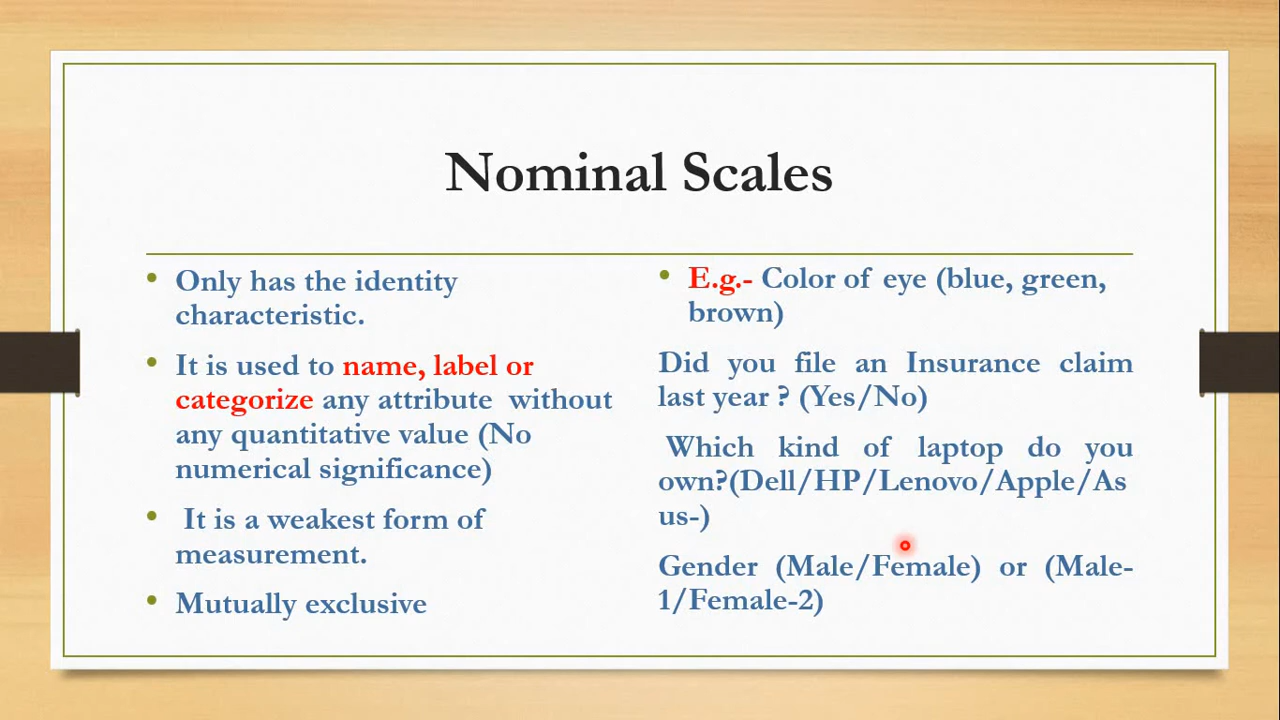 Nominal Scales
• Only has the identity
characteristic.
• It is used to name, label or
categorize any attribute without
any quantitative value (No
numerical significance)
• It is a weakest form of
measurement.
• Mutually exclusive
• E.g.- Color of eye (blue, green,
brown)
Did you file an Insurance claim
last year ? (Yes/No)
Which kind of laptop do you
own?(Dell/HP/Lenovo/Apple/As
us-)
Gender (Male/Female) or (Male-
1/Female-2)